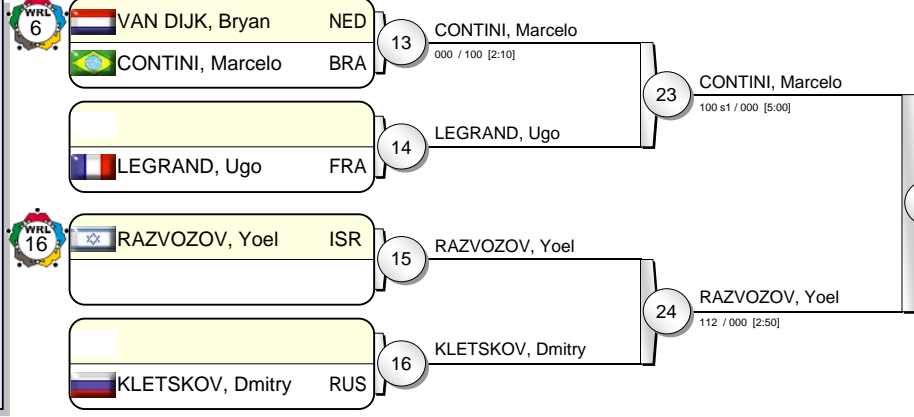 WRL
6
VAN DIJK, Bryan NED
CONTINI, Marcelo BRA
13
CONTINI, Marcelo
000 / 100 [2:10]
LEGRAND, Ugo FRA
14
LEGRAND, Ugo
23
CONTINI, Marcelo
100 s1 / 000 [5:00]
WRL
16
RAZVOZOV, Yoel ISR
15
RAZVOZOV, Yoel
KLETSKOV, Dmitry RUS
16
KLETSKOV, Dmitry
24
RAZVOZOV, Yoel
112 / 000 [2:50]